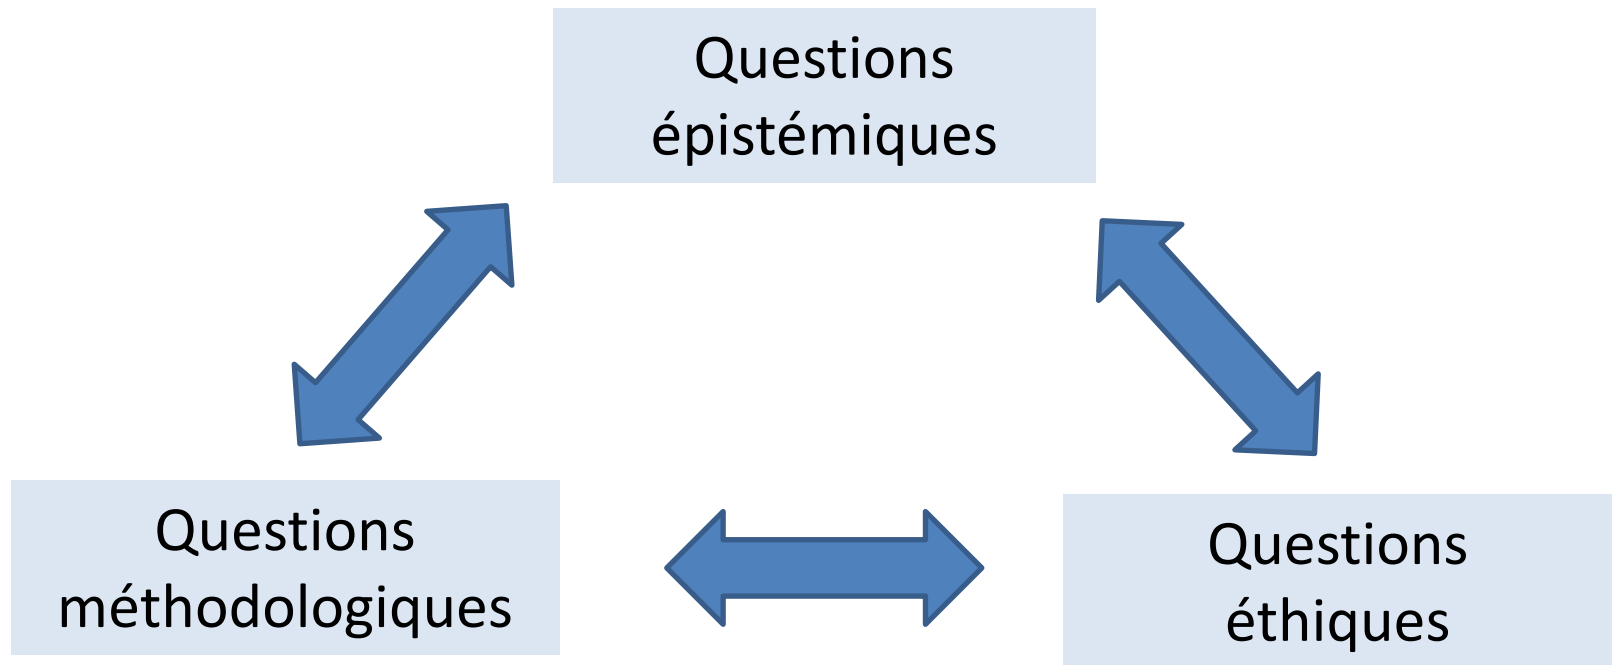 Questions
épistémiques
Questions
méthodologiques
Questions
éthiques